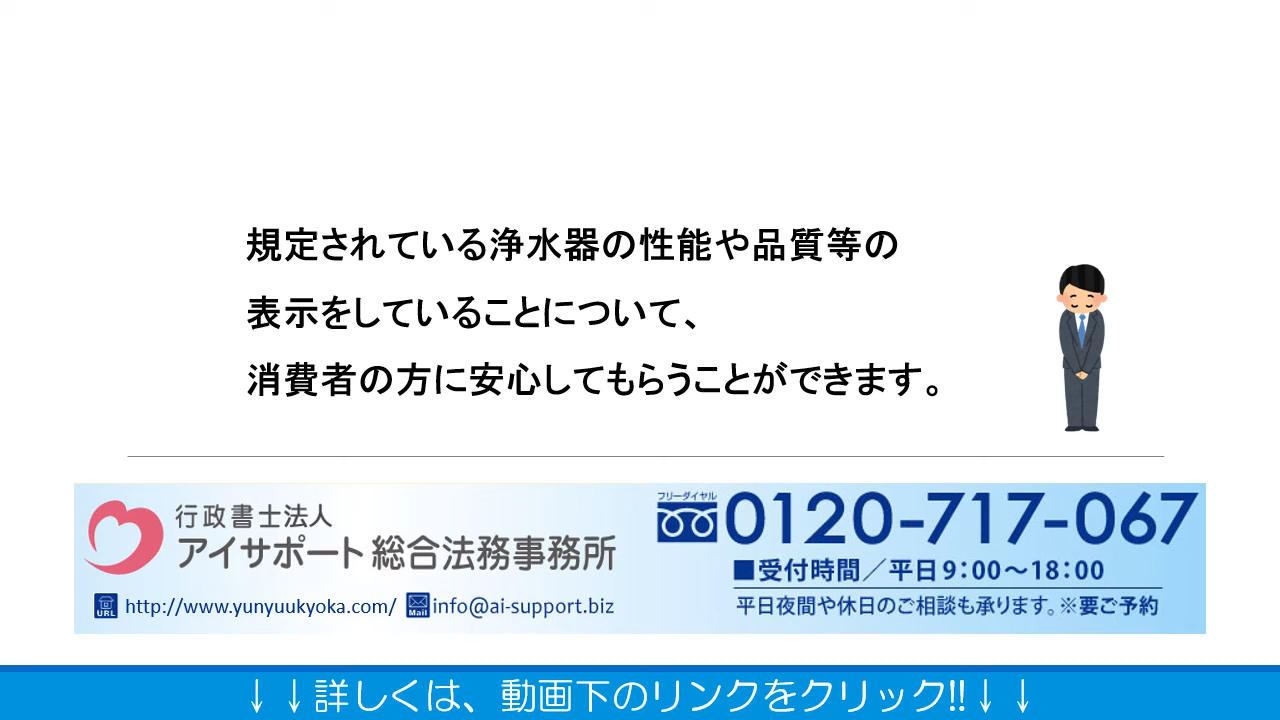 規定されている浄水器の性能や品質等の
表示をしていることについて、
消費者の方に安心してもらうことができます。
行政書士法人
アイサポート 総合法務事務所
URL http://www.yunyuukyoka.com/ Mail info@ai-support.biz
フリーダイヤル
0120-717-067
■受付時間／平日9:00～18:00
平日夜間や休日のご相談も承ります。※要ご予約
↓↓詳しくは、動画下のリンクをクリック!!↓↓